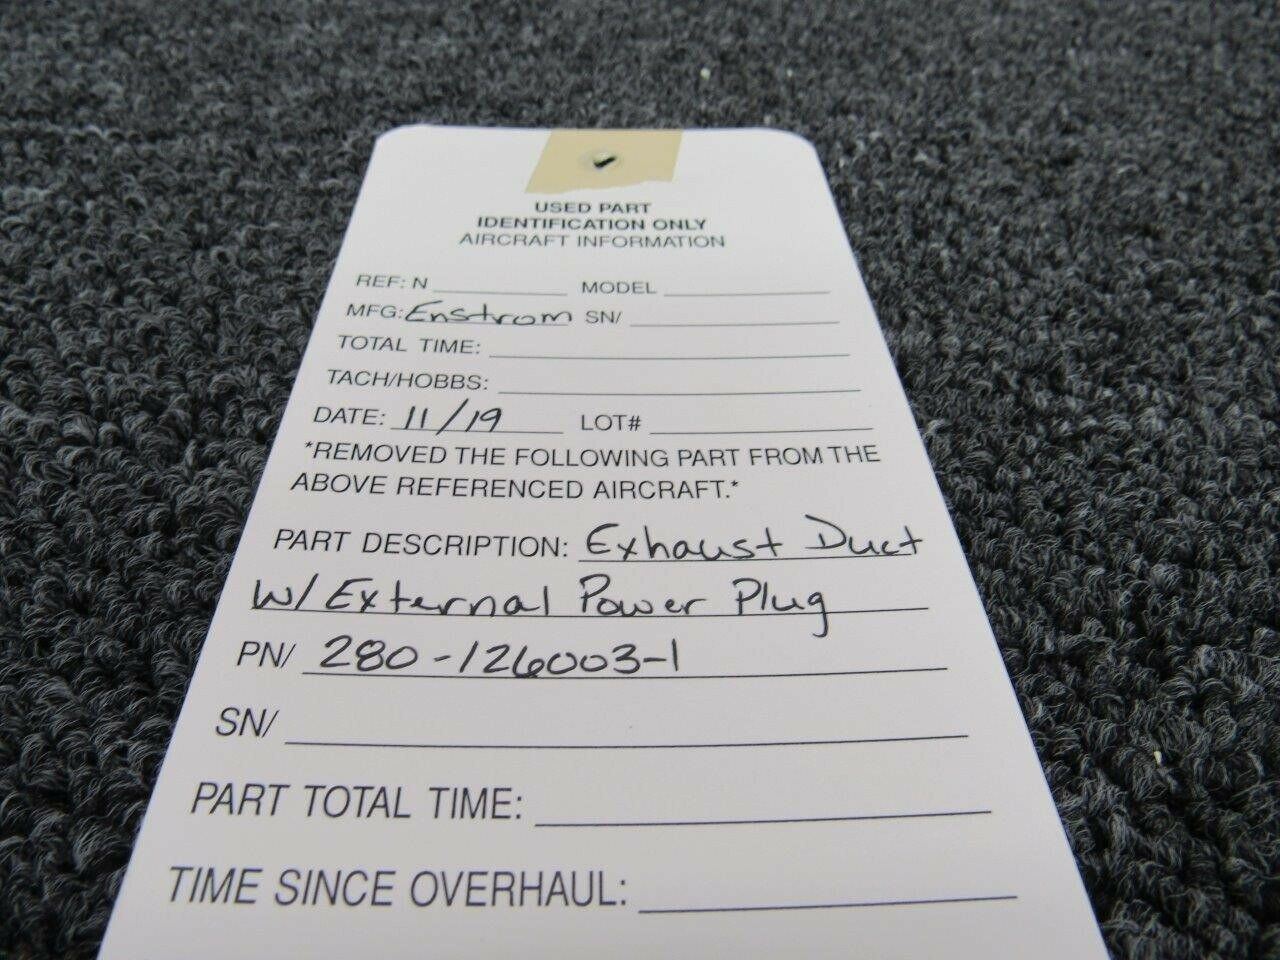 USED PART
IDENTIFICATION ONLY
AIRCRAFT INFORMATION
REF: N MODEL
MFG: Enstrom SN/
TOTAL TIME:
TACH/HOBBS:
DATE: 11/19 LOT#
*REMOVED THE FOLLOWING PART FROM THE
ABOVE REFERENCED AIRCRAFT.*
PART DESCRIPTION: Exhaust Duct
W/ External Power Plug
PN/ 280-126003-1
SN/
PART TOTAL TIME:
TIME SINCE OVERHAUL: